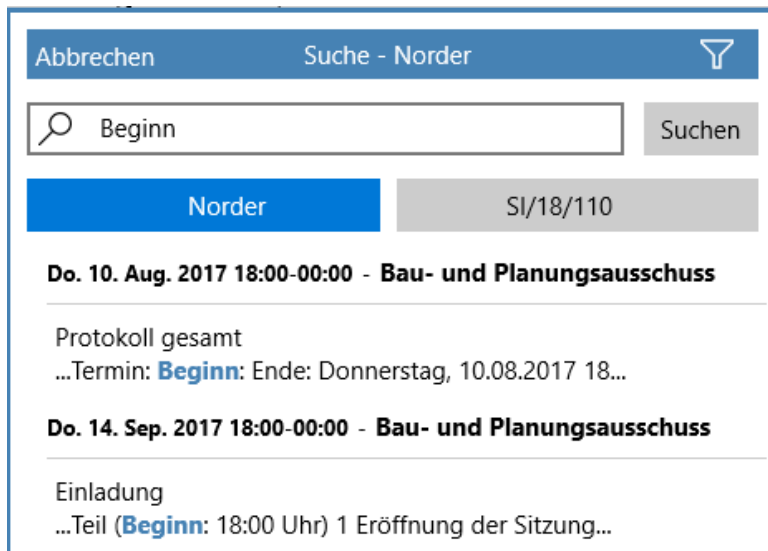 Abbrechen Suche - Norder
Beginn Suchen
Norder SI/18/110
Do. 10. Aug. 2017 18:00-00:00 - Bau- und Planungsausschuss
Protokoll gesamt
...Termin: Beginn: Ende: Donnerstag, 10.08.2017 18...
Do. 14. Sep. 2017 18:00-00:00 - Bau- und Planungsausschuss
Einladung
...Teil (Beginn: 18:00 Uhr) 1 Eröffnung der Sitzung...